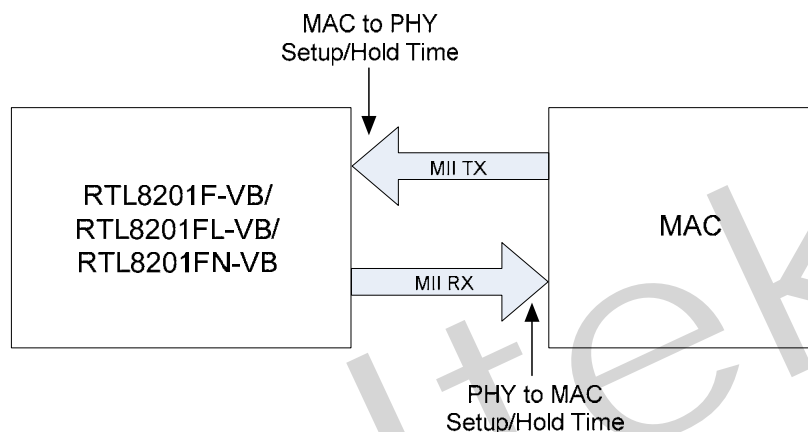 MAC to PHY
Setup/Hold Time
MII TX
RTL8201F-VB/
RTL8201FL-VB/
RTL8201FN-VB
MAC
MII RX
PHY to MAC
Setup/Hold Time